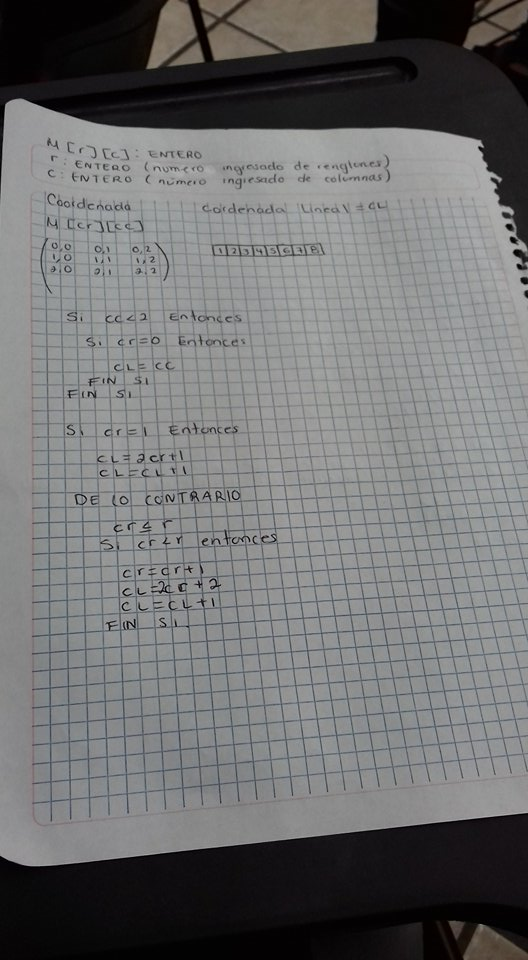 M [r] [c] : ENTERO
r : ENTERO (numero ingresado de renglones)
c : ENTERO (número ingresado de columnas)
Coordenada coordenada lineal = CL
M [cr] [cc]
0,0 0,1 0,2
1,0 1,1 1,2
2,0 2,1 2,2
1 2 3 4 5 6 7 8
Si cc<2 Entonces
Si cr=0 Entonces
CL=CC
FIN SI
FIN SI
Si cr=1 Entonces
CL=2cr+1
CL=CL+1
DE LO CONTRARIO
cr≤r
Si cr<r entonces
cr=cr+1
CL=2cr+2
CL=CL+1
FIN SI